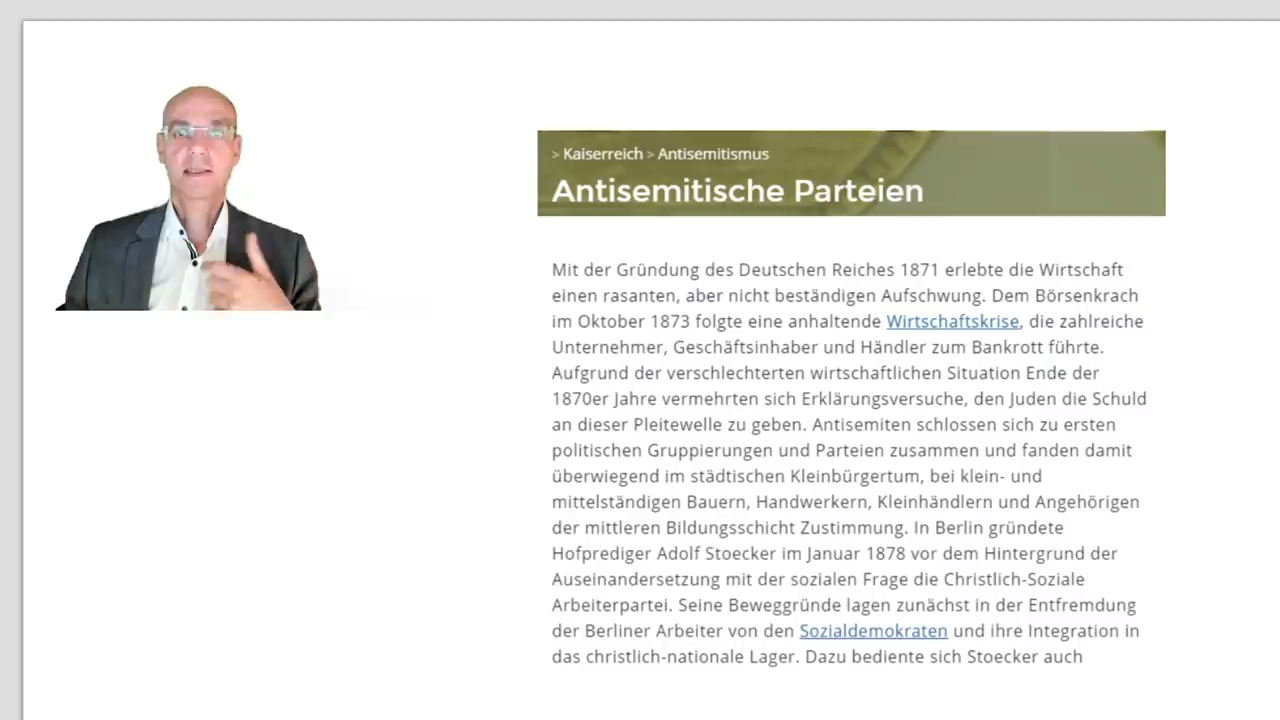 > Kaiserreich > Antisemitismus
Antisemitische Parteien
Mit der Gründung des Deutschen Reiches 1871 erlebte die Wirtschaft
einen rasanten, aber nicht beständigen Aufschwung. Dem Börsenkrach
im Oktober 1873 folgte eine anhaltende Wirtschaftskrise, die zahlreiche
Unternehmer, Geschäftsinhaber und Händler zum Bankrott führte.
Aufgrund der verschlechterten wirtschaftlichen Situation Ende der
1870er Jahre vermehrten sich Erklärungsversuche, den Juden die Schuld
an dieser Pleitewelle zu geben. Antisemiten schlossen sich zu ersten
politischen Gruppierungen und Parteien zusammen und fanden damit
überwiegend im städtischen Kleinbürgertum, bei klein- und
mittelständigen Bauern, Handwerkern, Kleinhändlern und Angehörigen
der mittleren Bildungsschicht Zustimmung. In Berlin gründete
Hofprediger Adolf Stoecker im Januar 1878 vor dem Hintergrund der
Auseinandersetzung mit der sozialen Frage die Christlich-Soziale
Arbeiterpartei. Seine Beweggründe lagen zunächst in der Entfremdung
der Berliner Arbeiter von den Sozialdemokraten und ihre Integration in
das christlich-nationale Lager. Dazu bediente sich Stoecker auch